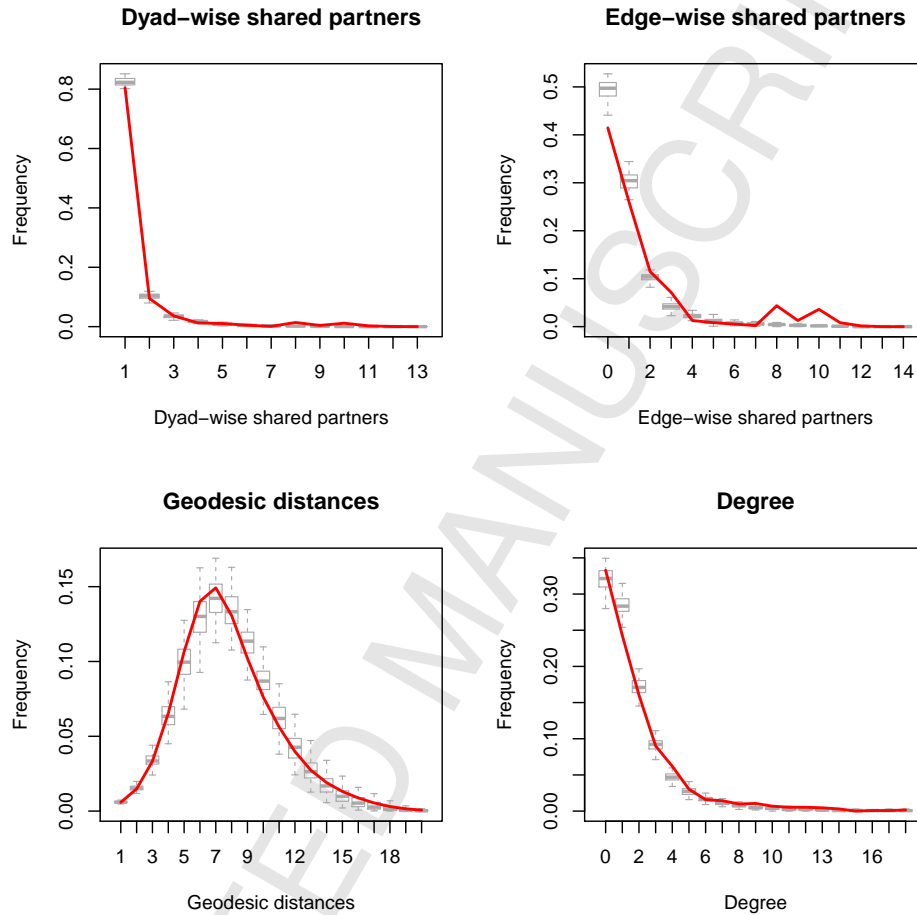 Dyad−wise shared partners
Edge−wise shared partners
Frequency
0.0 0.2 0.4 0.6 0.8
1 3 5 7 9 11 13
Dyad−wise shared partners
Frequency
0.0 0.1 0.2 0.3 0.4 0.5
0 2 4 6 8 10 12 14
Edge−wise shared partners
Geodesic distances
Degree
Frequency
0.00 0.05 0.10 0.15
1 3 5 7 9 12 15 18
Geodesic distances
Frequency
0.00 0.10 0.20 0.30
0 2 4 6 8 10 13 16
Degree
TED MANUSCRI